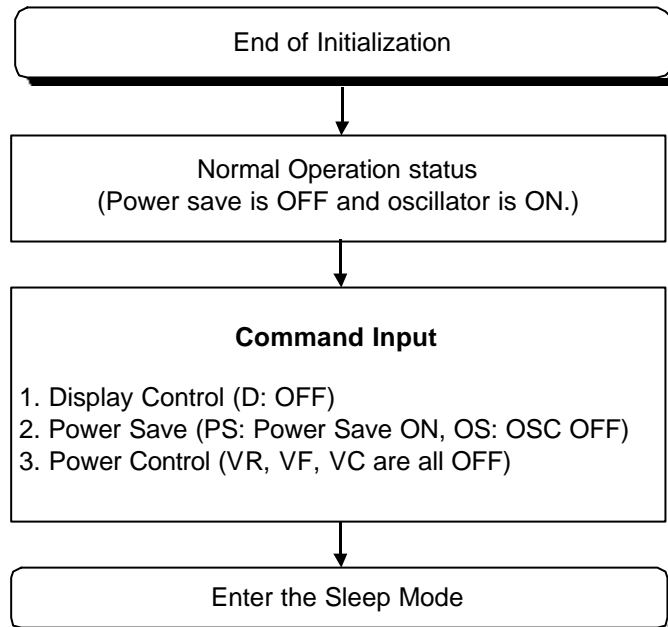 End of Initialization
Normal Operation status
(Power save is OFF and oscillator is ON.)
Command Input
1. Display Control (D: OFF)
2. Power Save (PS: Power Save ON, OS: OSC OFF)
3. Power Control (VR, VF, VC are all OFF)
Enter the Sleep Mode